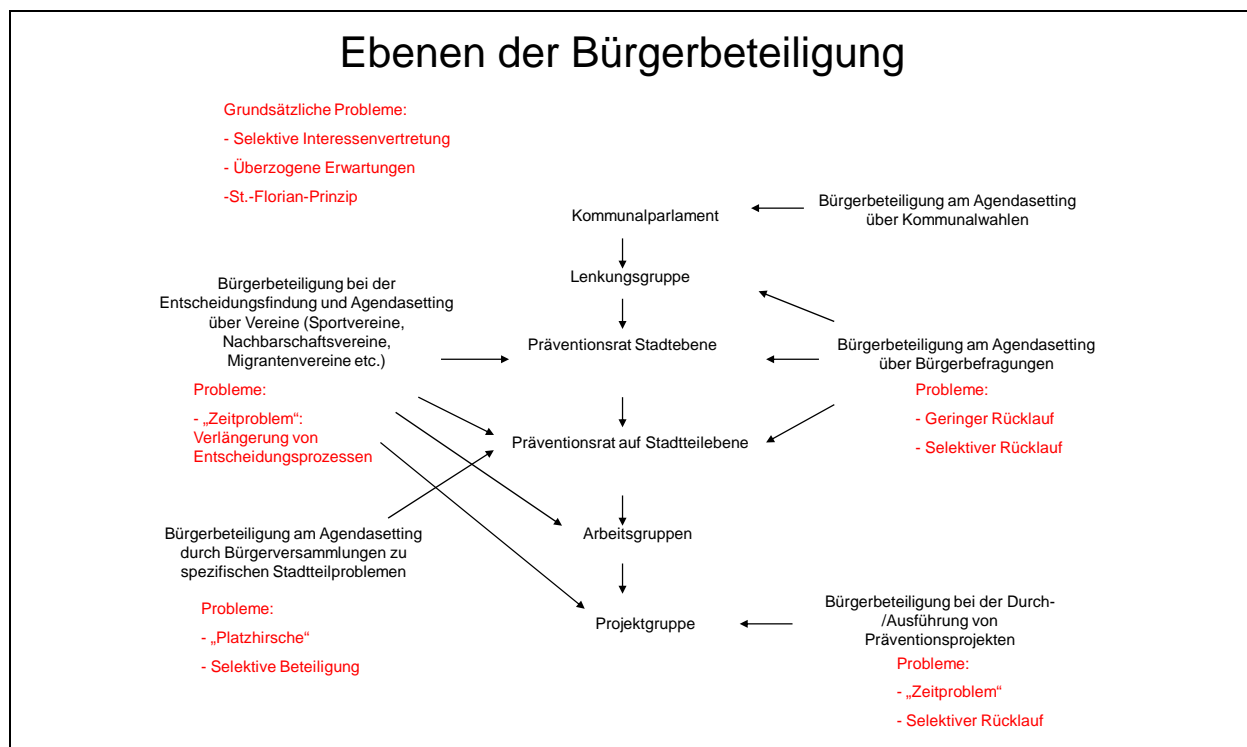 Ebenen der Bürgerbeteiligung
Grundsätzliche Probleme:
- Selektive Interessenvertretung
- Überzogene Erwartungen
-St.-Florian-Prinzip
Kommunalparlament
Bürgerbeteiligung am Agendasetting
über Kommunalwahlen
Lenkungsgruppe
Bürgerbeteiligung bei der
Entscheidungsfindung und Agendasetting
über Vereine (Sportvereine,
Nachbarschaftsvereine,
Migrantenvereine etc.)
Probleme:
- „Zeitproblem“:
Verlängerung von
Entscheidungsprozessen
Präventionsrat Stadtebene
Bürgerbeteiligung am Agendasetting
über Bürgerbefragungen
Probleme:
- Geringer Rücklauf
- Selektiver Rücklauf
Präventionsrat auf Stadtteilebene
Bürgerbeteiligung am Agendasetting
durch Bürgerversammlungen zu
spezifischen Stadtteilproblemen
Probleme:
- „Platzhirsche“
- Selektive Beteiligung
Arbeitsgruppen
Projektgruppe
Bürgerbeteiligung bei der Durch-
/Ausführung von
Präventionsprojekten
Probleme:
- „Zeitproblem“
- Selektiver Rücklauf